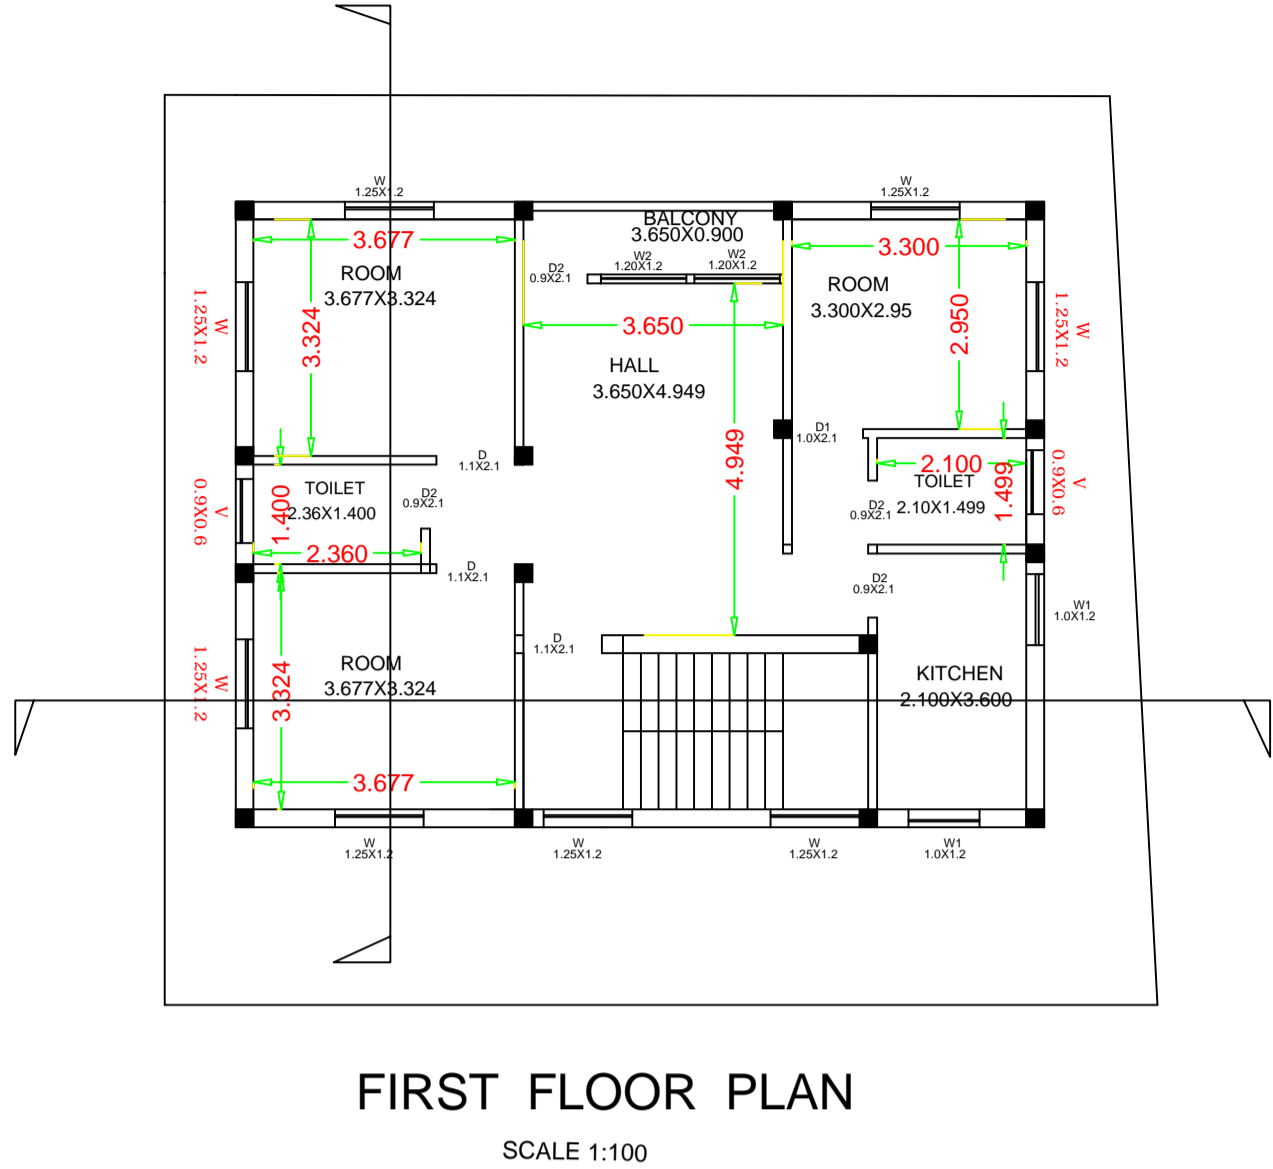 W
1.25X1.2
W
1.25X1.2
BALCONY
3.650X0.900
3.677
3.300
W2
1.20X1.2
W2
1.20X1.2
D2
0.9X2.1
ROOM
3.677X3.324
ROOM
3.300X2.95
W
1.25X1.2
3.324
3.650
2.950
W
1.25X1.2
HALL
3.650X4.949
D1
1.0X2.1
D
1.1X2.1
4.949
2.100
TOILET
2.10X1.499
1.499
V
0.9X0.6
V
0.9X0.6
TOILET
2.36X1.400
1.400
D2
0.9X2.1
D2
0.9X2.1
2.360
D
1.1X2.1
D2
0.9X2.1
W1
1.0X1.2
D
1.1X2.1
W
1.25X1.2
ROOM
3.677X3.324
3.324
KITCHEN
2.100X3.600
3.677
W
1.25X1.2
W
1.25X1.2
W
1.25X1.2
W1
1.0X1.2
FIRST FLOOR PLAN
SCALE 1:100